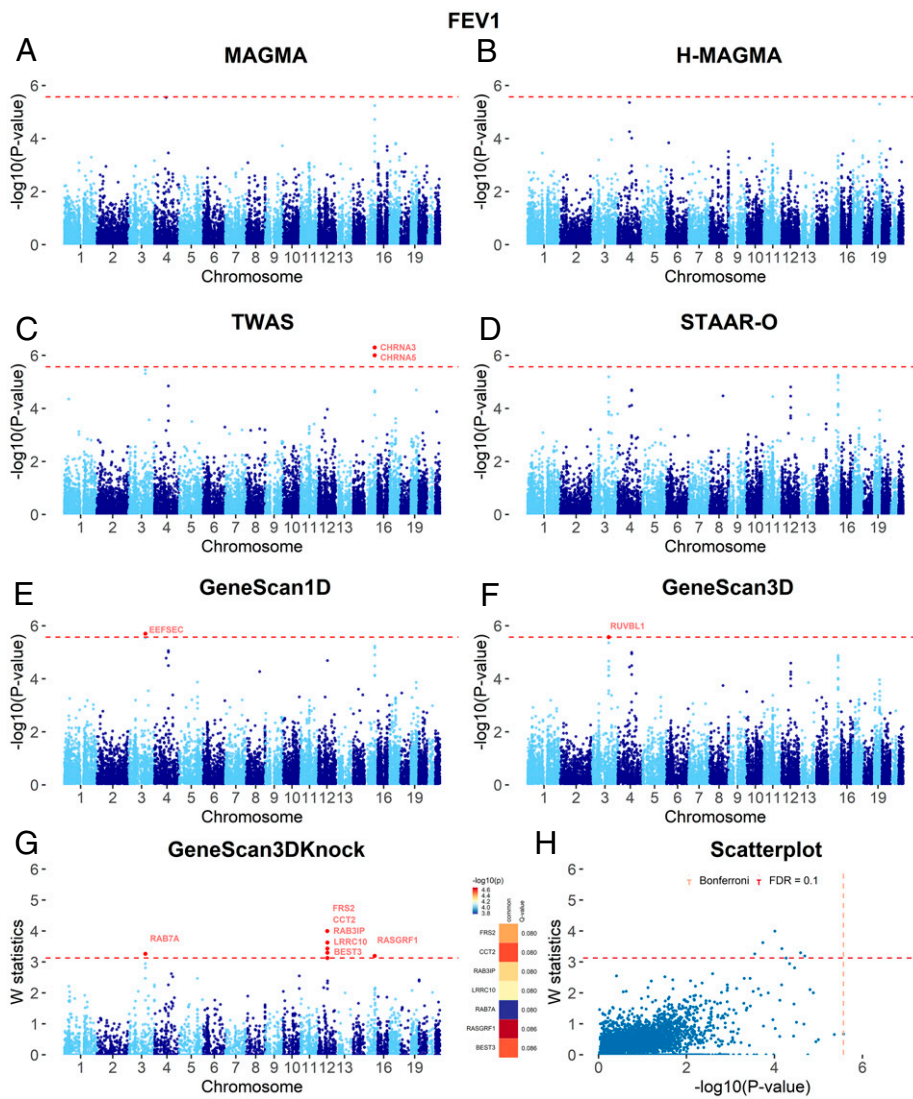 FEV1
A
MAGMA
6
4
2
0
-log10(P-value)
1 2 3 4 5 6 7 8 9 10 11 12 13 16 19
Chromosome
B
H-MAGMA
6
4
2
0
-log10(P-value)
1 2 3 4 5 6 7 8 9 10 11 12 13 16 19
Chromosome
C
TWAS
CHRNA3
CHRNA5
6
4
2
0
-log10(P-value)
1 2 3 4 5 6 7 8 9 10 11 12 13 16 19
Chromosome
D
STAAR-O
6
4
2
0
-log10(P-value)
1 2 3 4 5 6 7 8 9 10 11 12 13 16 19
Chromosome
E
GeneScan1D
EEFSEC
6
4
2
0
-log10(P-value)
1 2 3 4 5 6 7 8 9 10 11 12 13 16 19
Chromosome
F
GeneScan3D
RUVBL1
6
4
2
0
-log10(P-value)
1 2 3 4 5 6 7 8 9 10 11 12 13 16 19
Chromosome
G
GeneScan3DKnock
6
5
4
3
2
1
0
W statistics
FRS2
CCT2
RAB3IP
LRRC10
BEST3
RAB7A
RASGRF1
1 2 3 4 5 6 7 8 9 10 11 12 13 16 19
Chromosome
-log10(p)
4.6
4.4
4.2
4.0
3.8
common
Q-value
FRS2 0.080
CCT2 0.080
RAB3IP 0.080
LRRC10 0.080
RAB7A 0.080
RASGRF1 0.086
BEST3 0.086
H
Scatterplot
Bonferroni FDR = 0.1
6
5
4
3
2
1
0
W statistics
0 2 4 6
-log10(P-value)